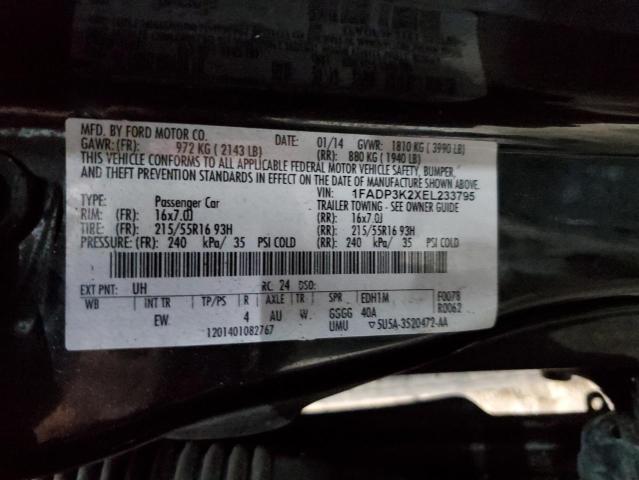 MFD. BY FORD MOTOR CO.
DATE: 01/14 GVWR: 1810 KG ( 3990 LB)
GAWR: (FR): 972 KG ( 2143 LB) (RR): 880 KG ( 1940 LB)
THIS VEHICLE CONFORMS TO ALL APPLICABLE FEDERAL MOTOR VEHICLE SAFETY, BUMPER,
AND THEFT PREVENTION STANDARDS IN EFFECT ON THE DATE OF MANUFACTURE SHOWN ABOVE.
VIN: 1FADP3K2XEL233795
TYPE: Passenger Car TRAILER TOWING - SEE OWNER GUIDE
RIM: (FR) 16x7.0J (RR): 16x7.0J
TIRE: (FR) 215/55R16 93H (RR): 215/55R16 93H
PRESSURE: (FR) 240 kPa/ 35 PSI COLD (RR): 240 kPa/ 35 PSI COLD
EXT PNT: UH RC: 24 DSO:
WB INT TR TP/PS R AXLE TR SPR EDH1M F0078
EW 4 AU W. GSGG 40A R0062
1201401082767 UMU ▽5U5A-3520472-AA